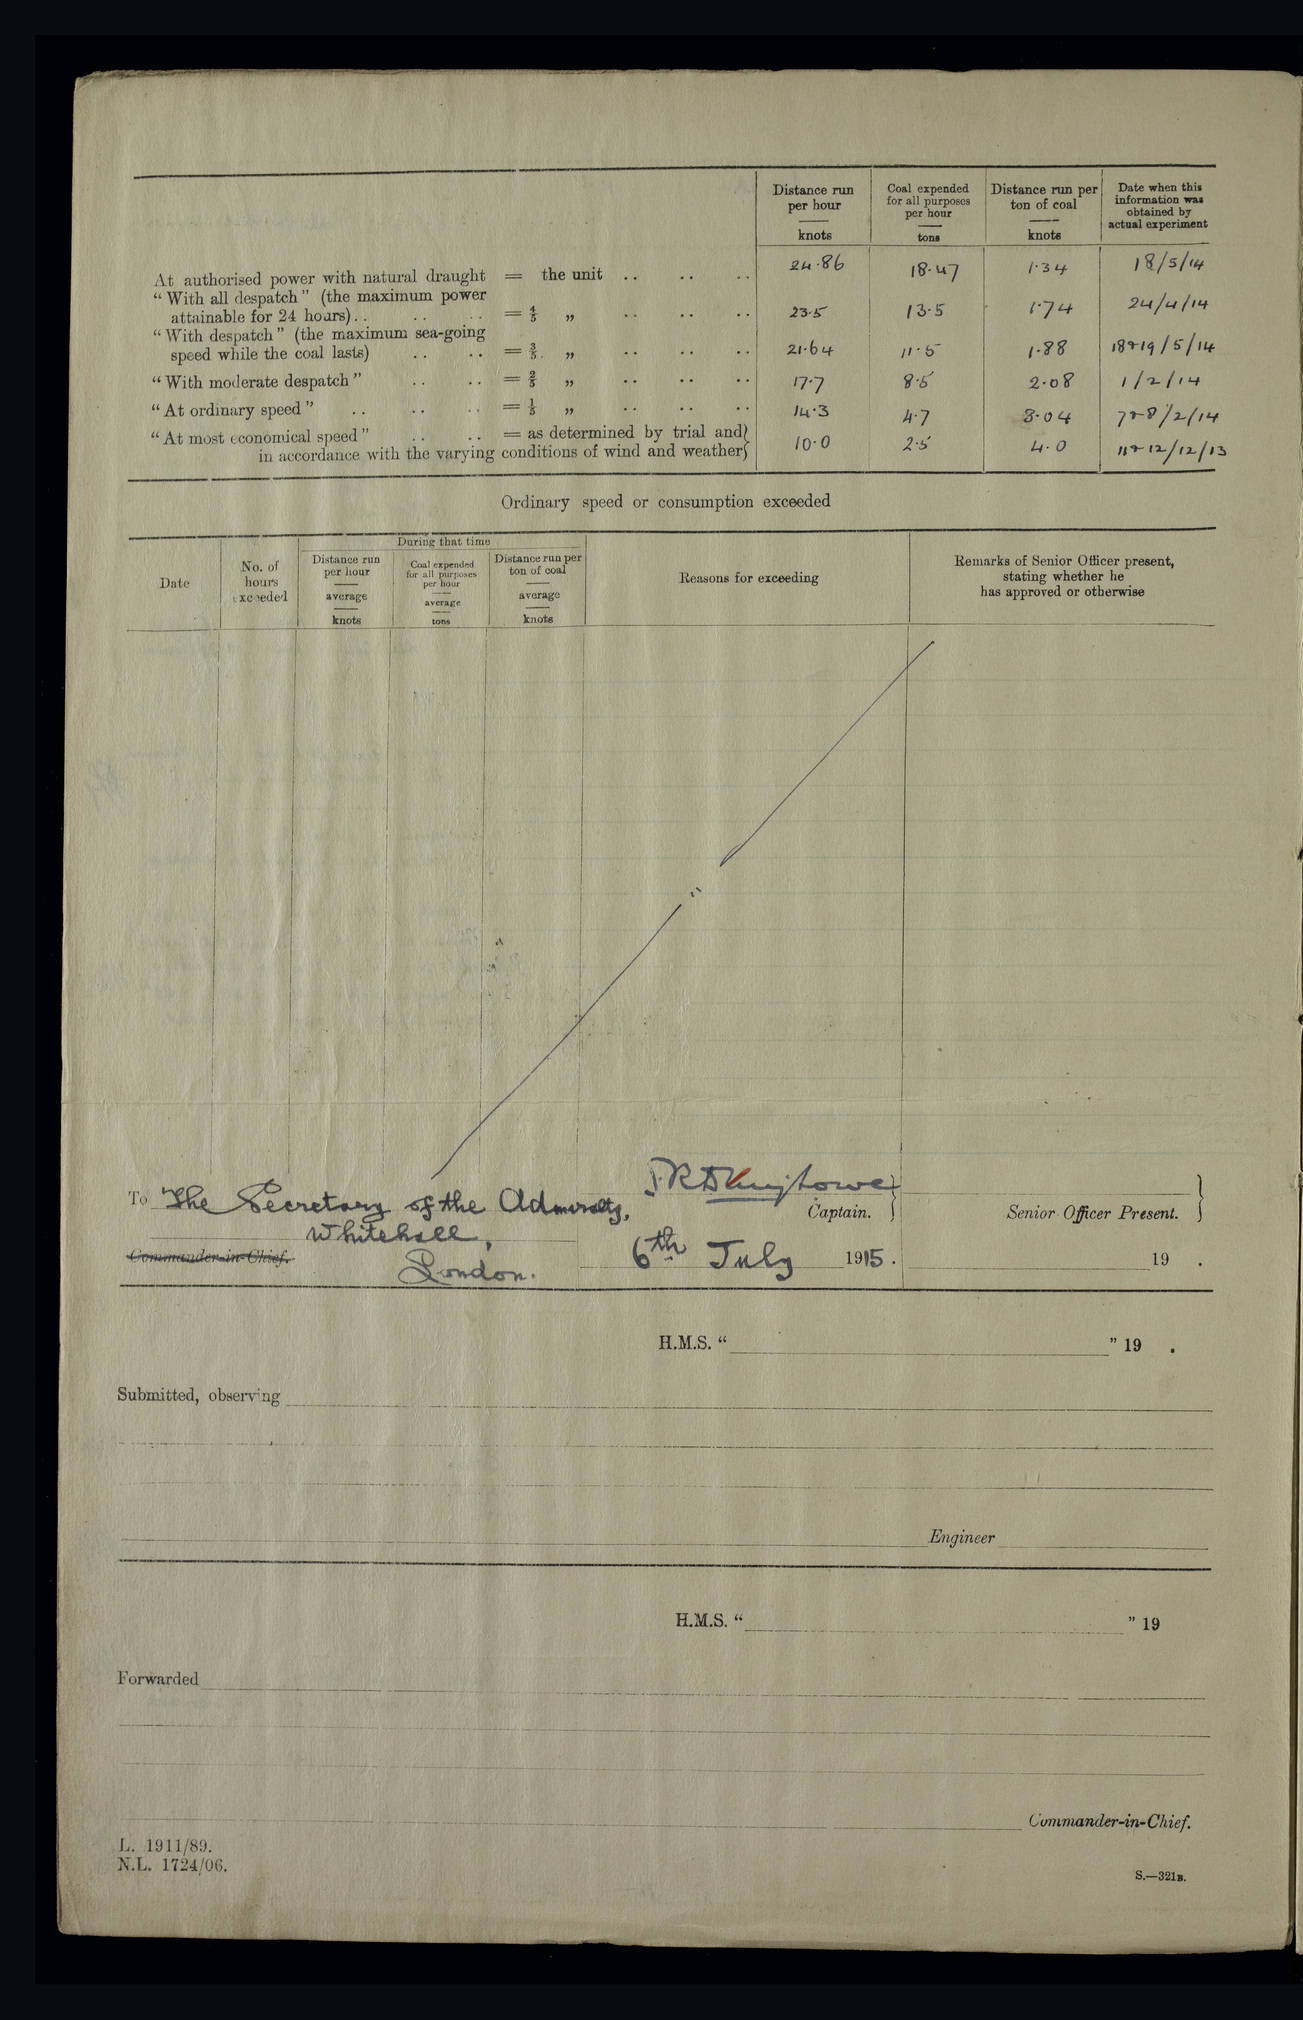 Distance run per hour knots
Coal expended for all purposes per hour tons
Distance run per ton of coal knots
Date when this information was obtained by actual experiment
At authorised power with natural draught = the unit .. .. .. 24·86 18·47 1·34 18/5/14
“With all despatch” (the maximum power
attainable for 24 hours) .. .. .. = 4/5 „ .. .. .. 23·5 13·5 1·74 24/4/14
“With despatch” (the maximum sea-going
speed while the coal lasts) .. .. = 3/5 „ .. .. .. 21·64 11·5 1·88 18&19/5/14
“With moderate despatch” .. .. = 2/5 „ .. .. .. 17·7 8·5 2·08 1/2/14
“At ordinary speed” .. .. .. = 1/5 „ .. .. .. 14·3 4·7 3·04 7&8/2/14
“At most economical speed” .. .. = as determined by trial and
in accordance with the varying conditions of wind and weather 10·0 2·5 4·0 11&12/12/13
Ordinary speed or consumption exceeded
Date
No. of hours exceeded
During that time
Distance run per hour average knots
Coal expended for all purposes per hour average tons
Distance run per ton of coal average knots
Reasons for exceeding
Remarks of Senior Officer present, stating whether he has approved or otherwise
To The Secretary of the Admiralty,
Whitehall,
Commander-in-Chief.
London.
Captain.
6th July 1915.
Senior Officer Present.
19 .
H.M.S. “ ” 19 .
Submitted, observing
Engineer
H.M.S. “ ” 19
Forwarded
Commander-in-Chief.
L. 1911/89.
N.L. 1724/06.
S.—321B.